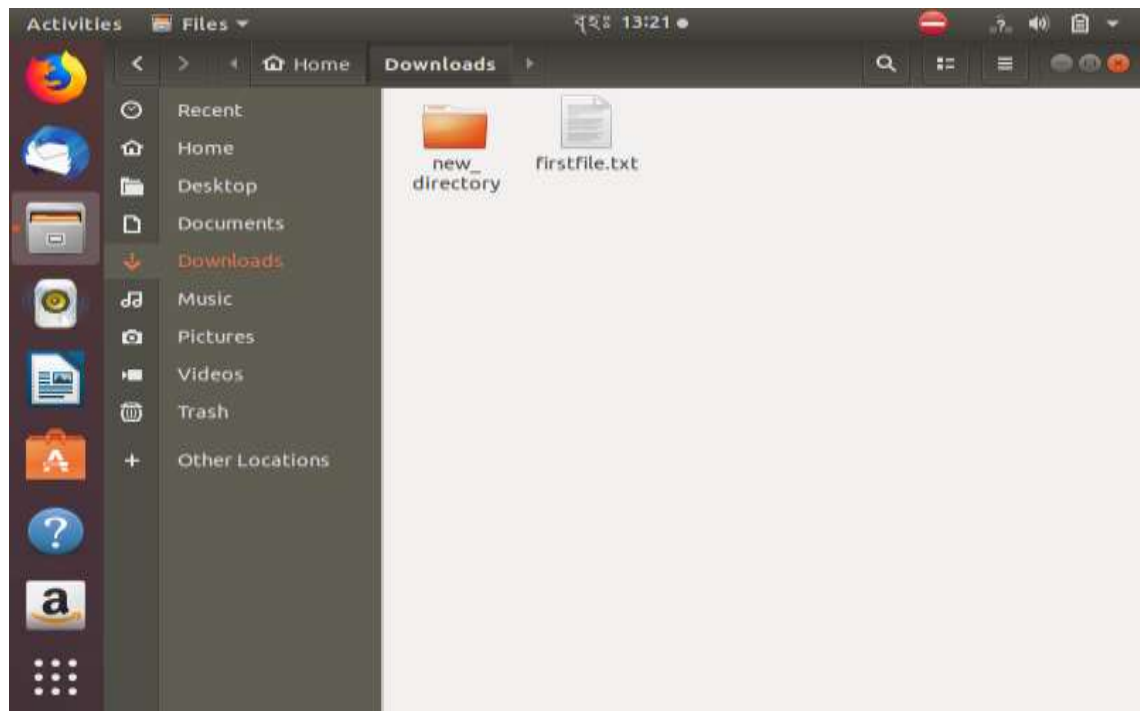 Activities Files বৃহঃ 13:21
Home Downloads
Recent
Home
Desktop
Documents
Downloads
Music
Pictures
Videos
Trash
Other Locations
new_
directory
firstfile.txt